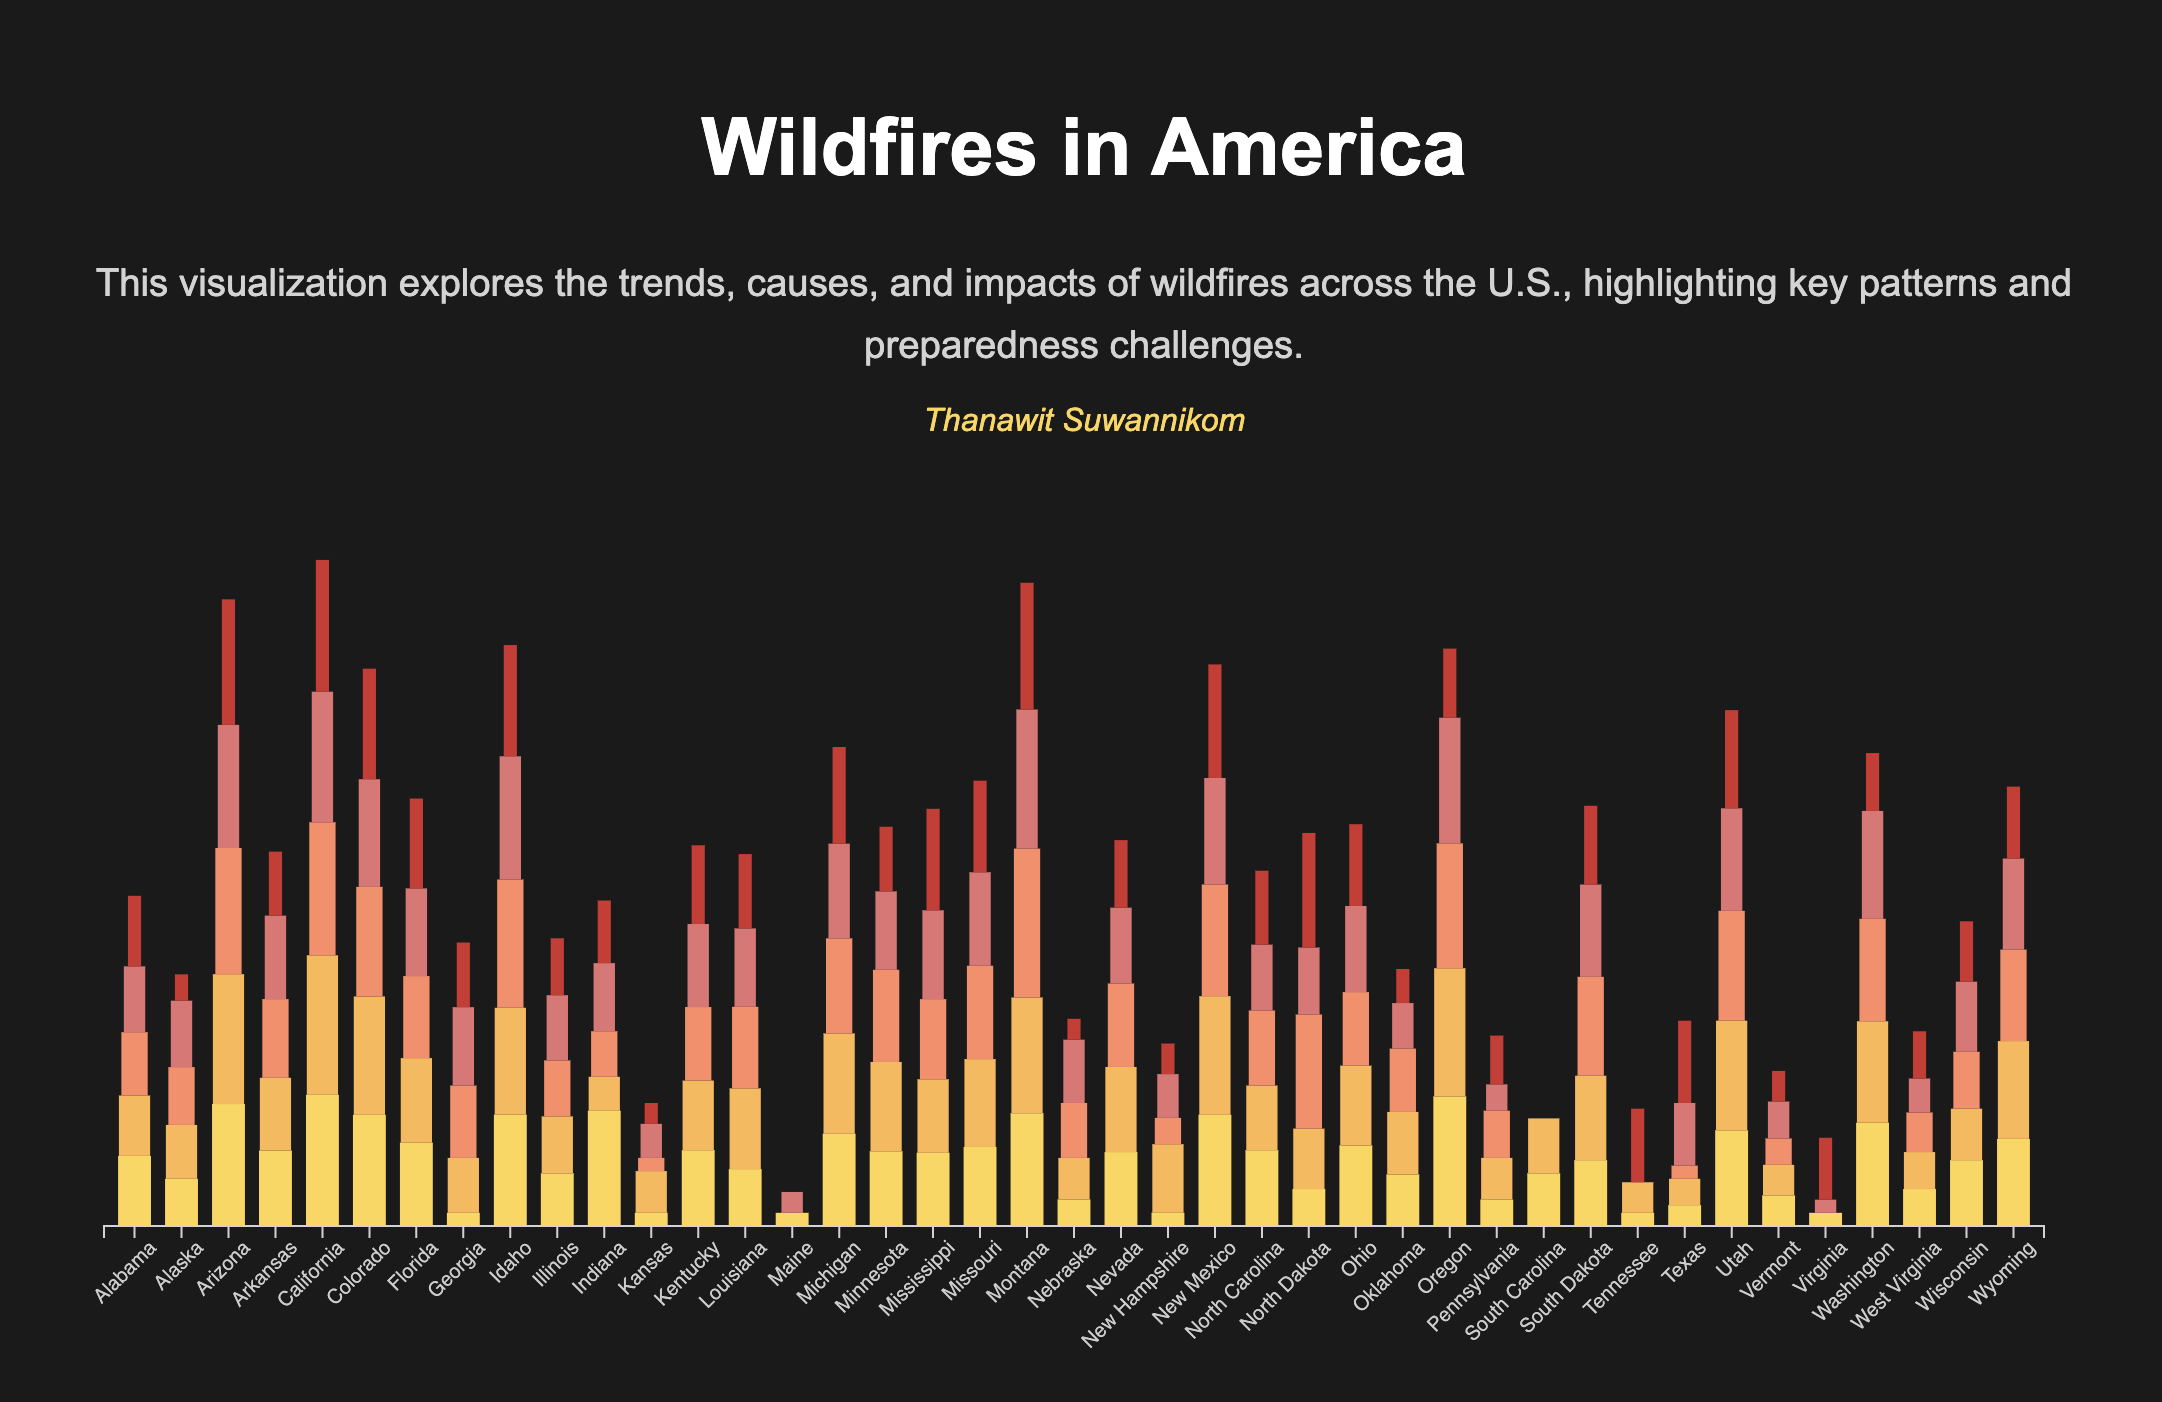 Wildfires in America
This visualization explores the trends, causes, and impacts of wildfires across the U.S., highlighting key patterns and
preparedness challenges.
Thanawit Suwannikom
Alabama
Alaska
Arizona
Arkansas
California
Colorado
Florida
Georgia
Idaho
Illinois
Indiana
Kansas
Kentucky
Louisiana
Maine
Michigan
Minnesota
Mississippi
Missouri
Montana
Nebraska
Nevada
New Hampshire
New Mexico
North Carolina
North Dakota
Ohio
Oklahoma
Oregon
Pennsylvania
South Carolina
South Dakota
Tennessee
Texas
Utah
Vermont
Virginia
Washington
West Virginia
Wisconsin
Wyoming